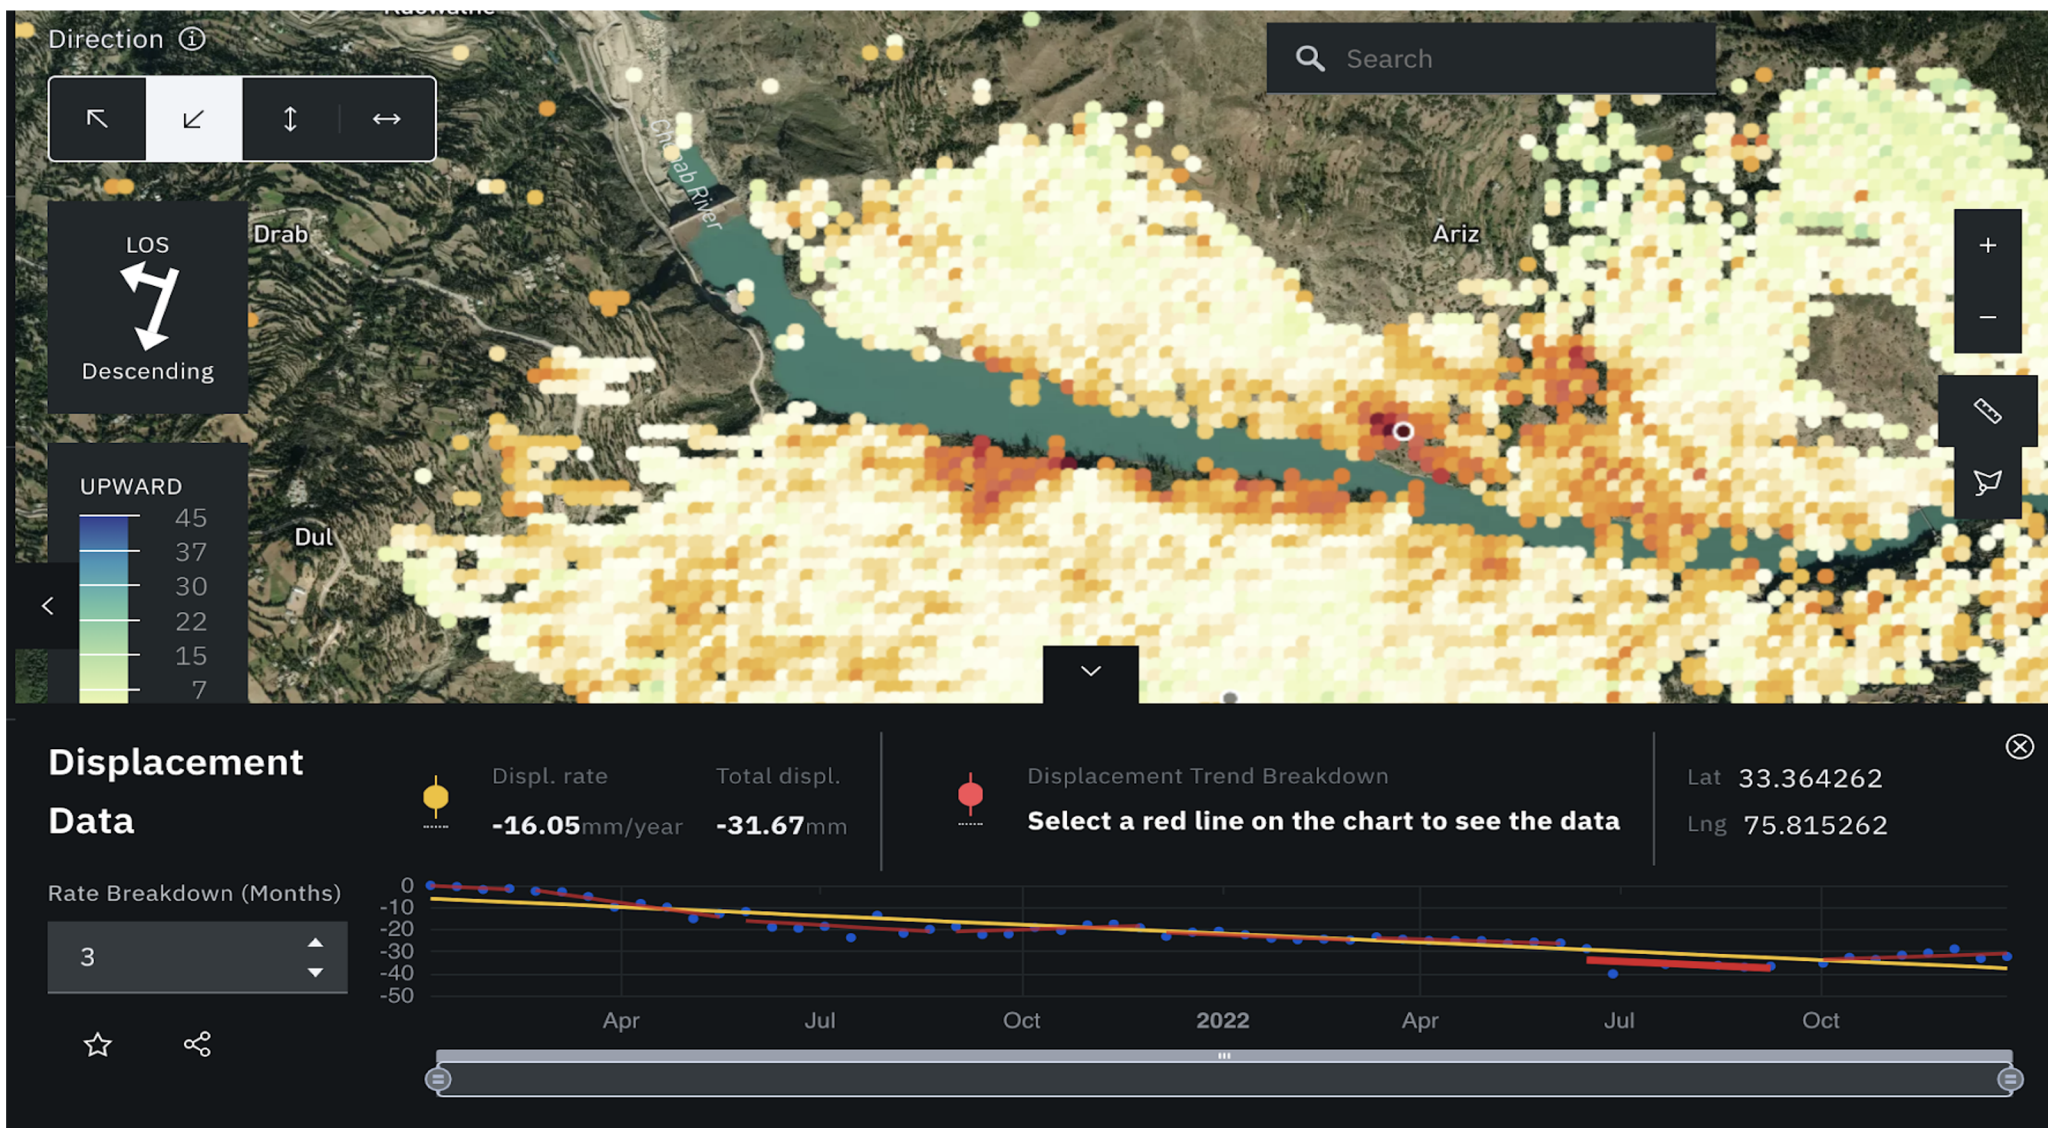 Direction
Search
Chenab River
LOS
Descending
Drab
Ariz
Dul
UPWARD
45
37
30
22
15
7
Displacement
Data
Displ. rate
-16.05mm/year
Total displ.
-31.67mm
Displacement Trend Breakdown
Select a red line on the chart to see the data
Lat 33.364262
Lng 75.815262
Rate Breakdown (Months)
3
0
-10
-20
-30
-40
-50
Apr Jul Oct 2022 Apr Jul Oct